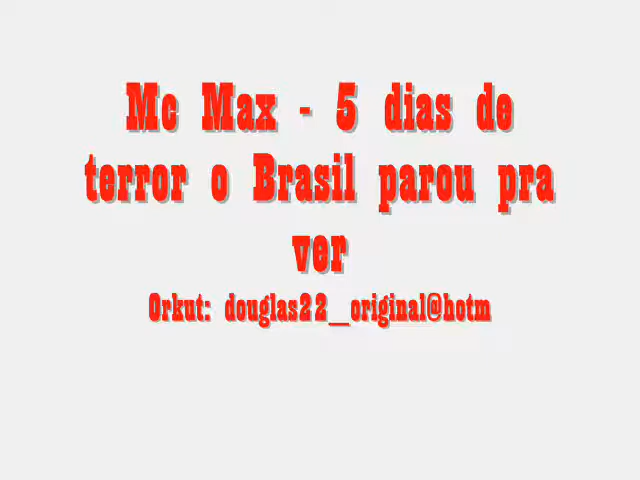 Mc Max - 5 dias de
terror o Brasil parou pra
ver
Orkut: douglas22_original@hotm